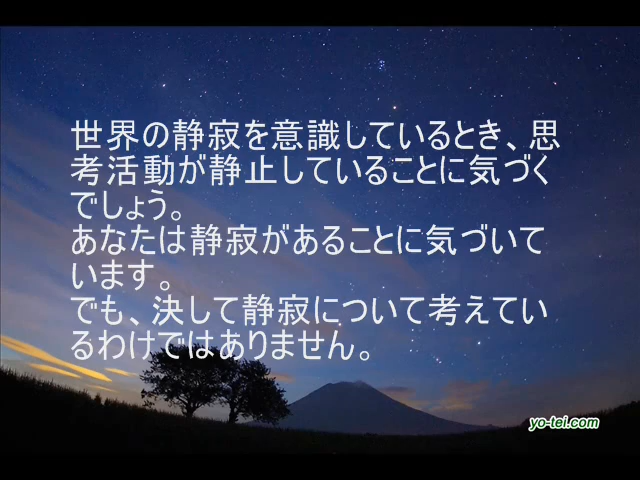 世界の静寂を意識しているとき、思
考活動が静止していることに気づく
でしょう。
あなたは静寂があることに気づいて
います。
でも、決して静寂について考えてい
るわけではありません。
yo-tei.com